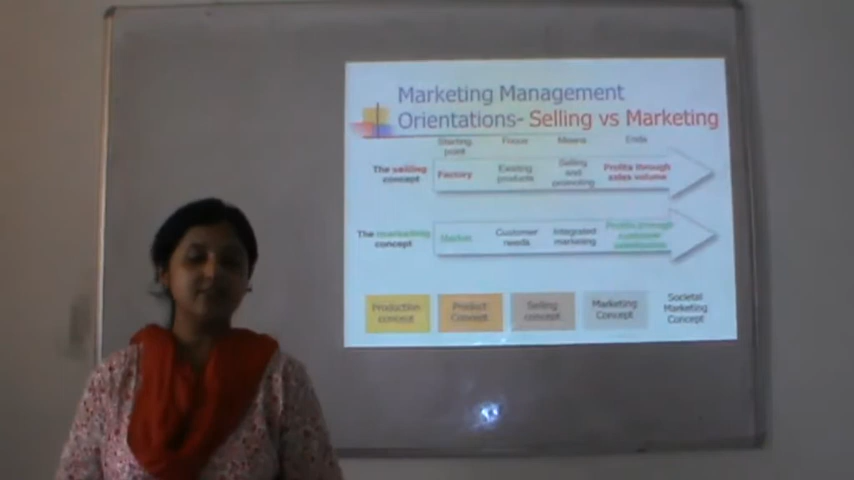 Marketing Management
Orientations- Selling vs Marketing
Starting point
Focus
Means
Ends
The selling concept
Factory
Existing products
Selling and promoting
Profits through sales volume
The marketing concept
Market
Customer needs
Integrated marketing
Profits through customer
Production concept
Product Concept
Selling concept
Marketing Concept
Societal Marketing Concept